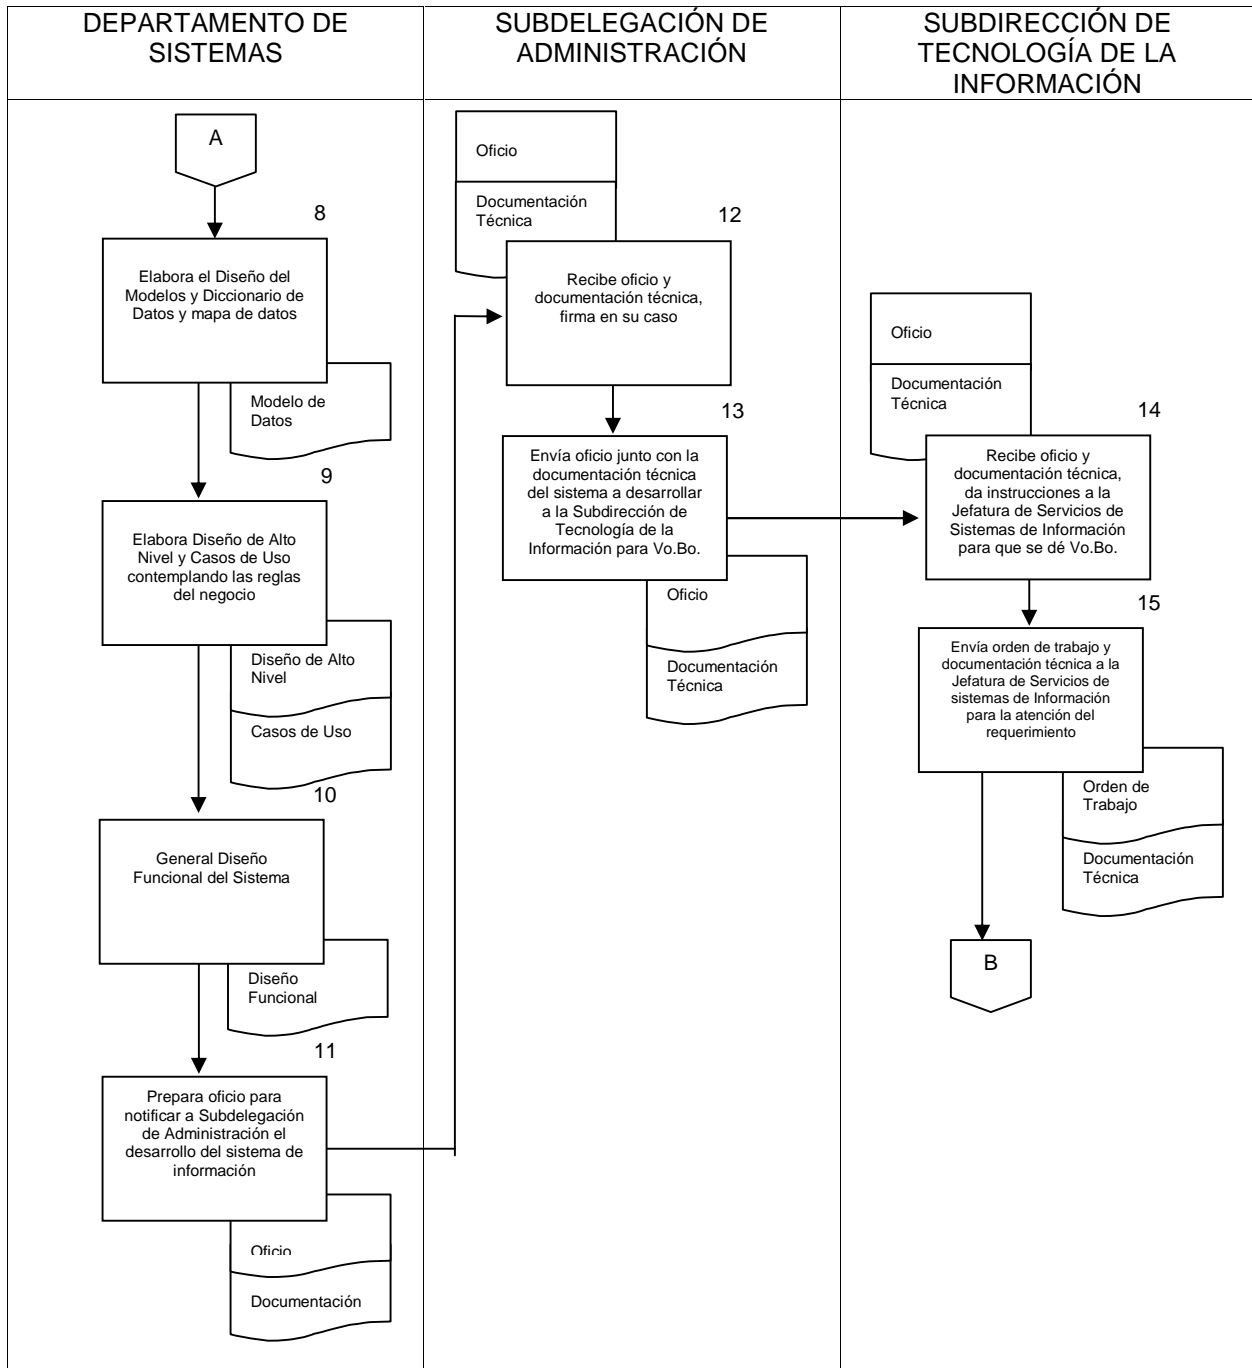 DEPARTAMENTO DE
SISTEMAS
SUBDELEGACIÓN DE
ADMINISTRACIÓN
SUBDIRECCIÓN DE
TECNOLOGÍA DE LA
INFORMACIÓN
A
8
Elabora el Diseño del
Modelos y Diccionario de
Datos y mapa de datos
Modelo de
Datos
9
Elabora Diseño de Alto
Nivel y Casos de Uso
contemplando las reglas
del negocio
Diseño de Alto
Nivel
Casos de Uso
10
General Diseño
Funcional del Sistema
Diseño
Funcional
11
Prepara oficio para
notificar a Subdelegación
de Administración el
desarrollo del sistema de
información
Oficio
Documentación
Oficio
Documentación
Técnica
12
Recibe oficio y
documentación técnica,
firma en su caso
13
Envía oficio junto con la
documentación técnica
del sistema a desarrollar
a la Subdirección de
Tecnología de la
Información para Vo.Bo.
Oficio
Documentación
Técnica
Oficio
Documentación
Técnica
14
Recibe oficio y
documentación técnica,
da instrucciones a la
Jefatura de Servicios de
Sistemas de Información
para que se dé Vo.Bo.
15
Envía orden de trabajo y
documentación técnica a la
Jefatura de Servicios de
sistemas de Información
para la atención del
requerimiento
Orden de
Trabajo
Documentación
Técnica
B